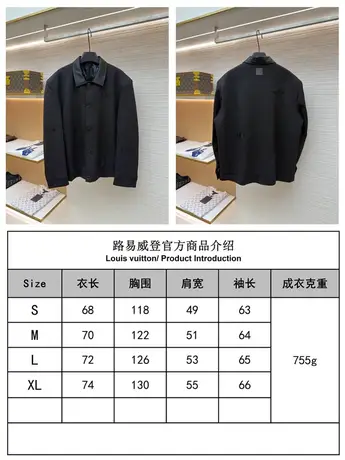 路易威登官方商品介绍
Louis vuitton/ Product Introduction
Size 衣长 胸围 肩宽 袖长 成衣克重
S 68 118 49 63
M 70 122 51 64
L 72 126 53 65
XL 74 130 55 66
755g